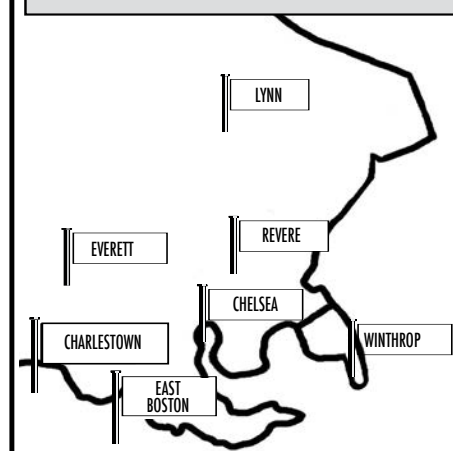 LYNN
EVERETT
REVERE
CHELSEA
CHARLESTOWN
WINTHROP
EAST
BOSTON